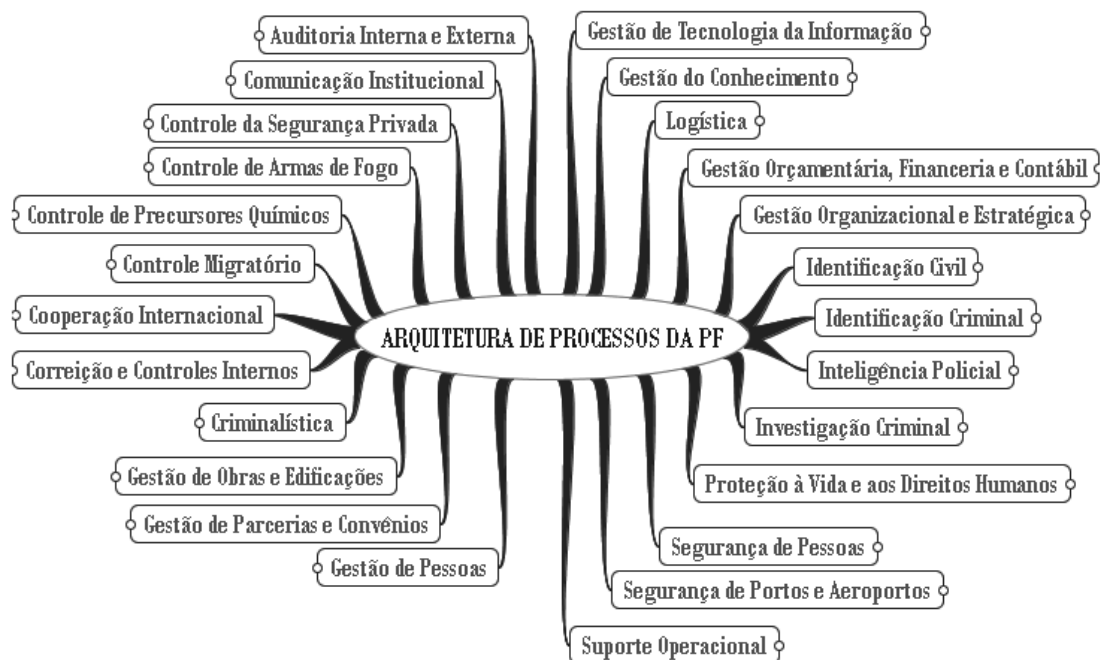 Auditoria Interna e Externa
Comunicação Institucional
Controle da Segurança Privada
Controle de Armas de Fogo
Controle de Precursores Químicos
Controle Migratório
Cooperação Internacional
Correição e Controles Internos
Criminalística
Gestão de Obras e Edificações
Gestão de Parcerias e Convênios
Gestão de Pessoas
ARQUITETURA DE PROCESSOS DA PF
Gestão de Tecnologia da Informação
Gestão do Conhecimento
Logística
Gestão Orçamentária, Financeria e Contábil
Gestão Organizacional e Estratégica
Identificação Civil
Identificação Criminal
Inteligência Policial
Investigação Criminal
Proteção à Vida e aos Direitos Humanos
Segurança de Pessoas
Segurança de Portos e Aeroportos
Suporte Operacional